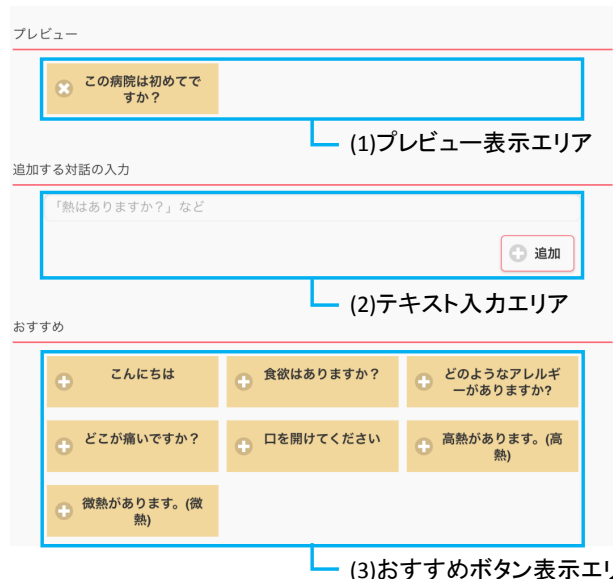 プレビュー
この病院は初めてで
すか？
(1)プレビュー表示エリア
追加する対話の入力
「熱はありますか？」など
追加
(2)テキスト入力エリア
おすすめ
こんにちは
食欲はありますか？
どのようなアレルギ
ーがありますか?
どこが痛いですか？
口を開けてください
高熱があります。(高
熱)
微熱があります。(微
熱)
(3)おすすめボタン表示エリ